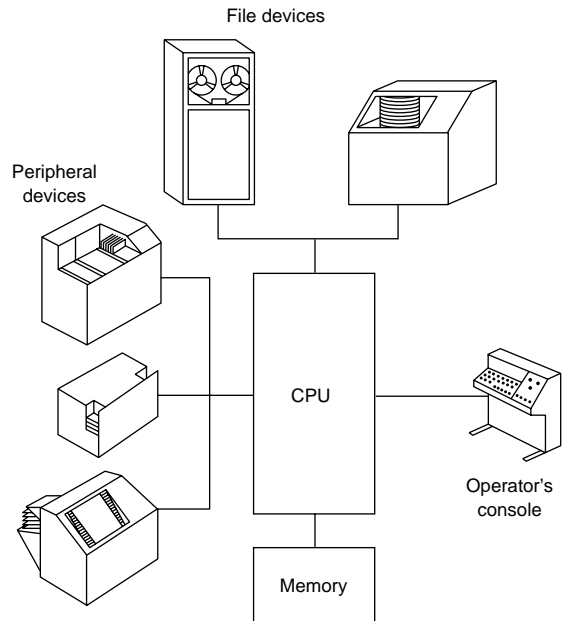 File devices
Peripheral
devices
CPU
Operator’s
console
Memory